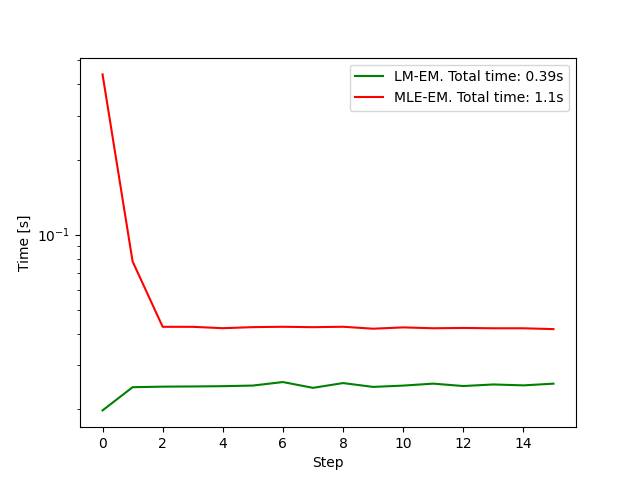 LM-EM. Total time: 0.39s
MLE-EM. Total time: 1.1s
Time [s]
10⁻¹
0 2 4 6 8 10 12 14
Step